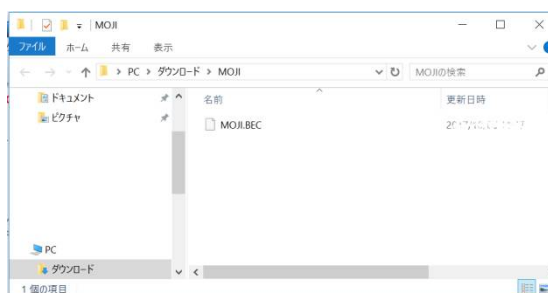 MOJI
ファイル ホーム 共有 表示
PC > ダウンロード > MOJI
MOJIの検索
ドキュメント
ピクチャ
PC
ダウンロード
名前 更新日時
MOJI.BEC
1 個の項目